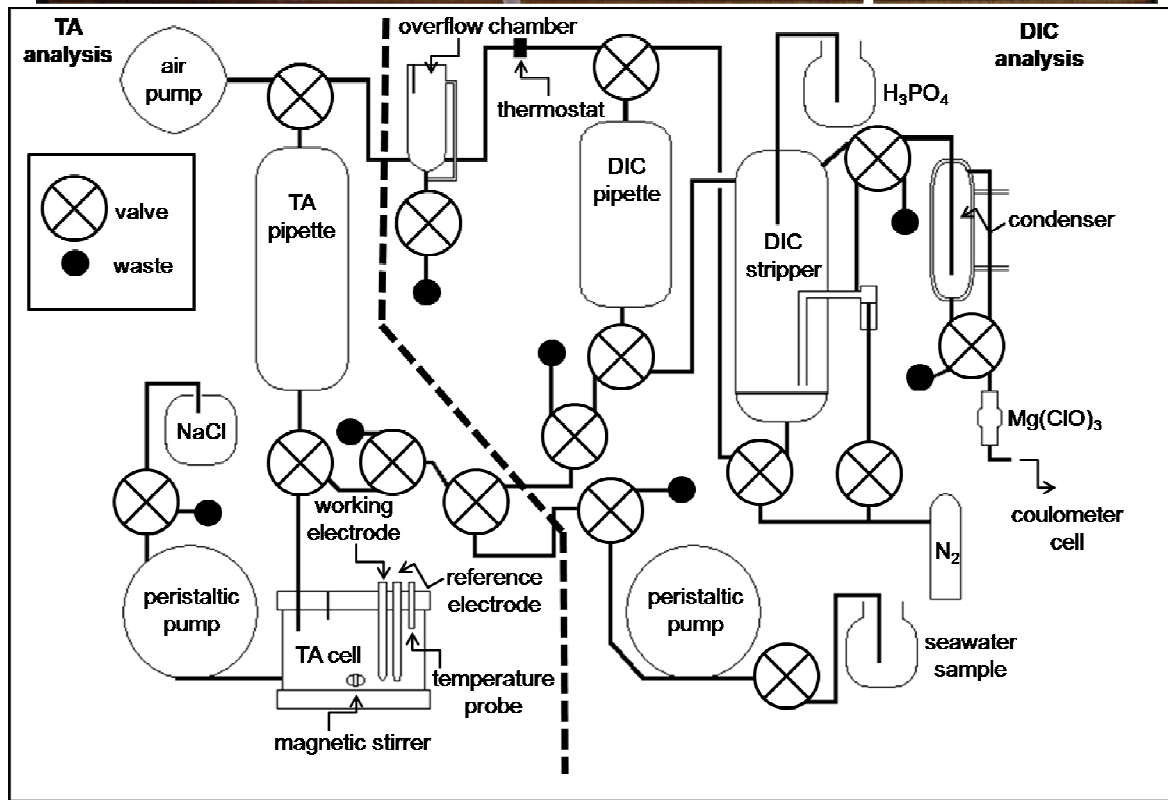 TA
analysis
overflow chamber
DIC
analysis
air
pump
thermostat
H3PO4
valve
waste
TA
pipette
DIC
pipette
DIC
stripper
condenser
NaCl
Mg(ClO)3
working
electrode
coulometer
cell
N2
reference
electrode
peristaltic
pump
peristaltic
pump
TA cell
seawater
sample
temperature
probe
magnetic stirrer